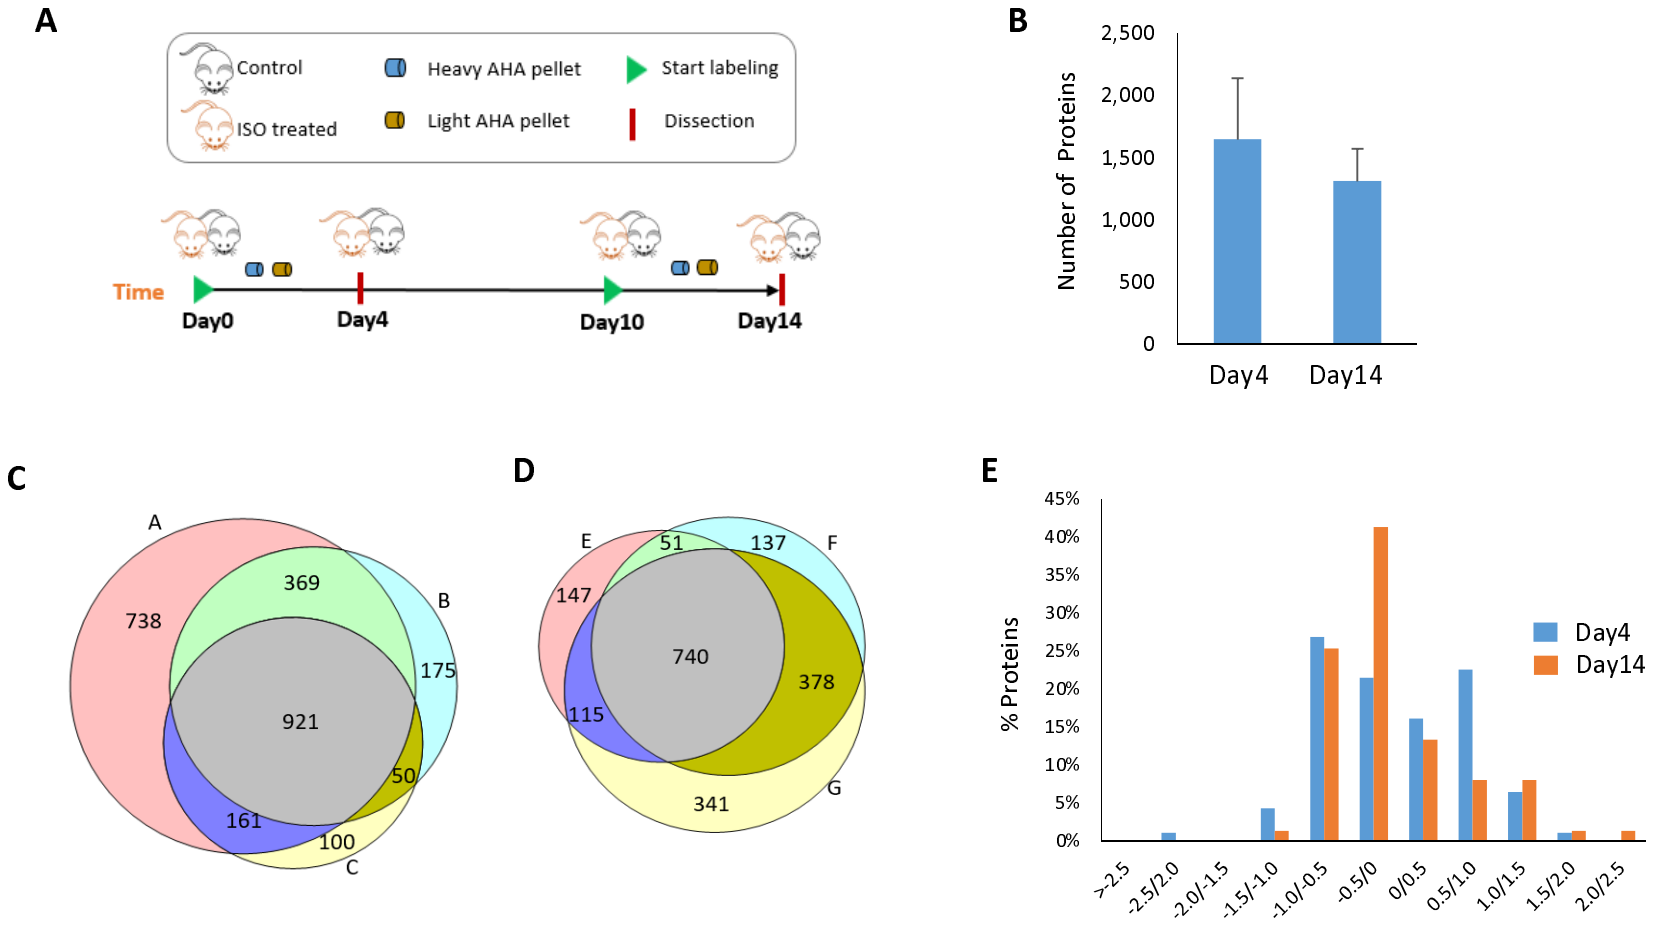 A
Control
Heavy AHA pellet
Start labeling
ISO treated
Light AHA pellet
Dissection
Time
Day0
Day4
Day10
Day14
B
Number of Proteins
2,500
2,000
1,500
1,000
500
0
Day4
Day14
C
A
B
C
738
369
175
921
50
161
100
D
E
F
G
51
137
147
740
378
115
341
E
% Proteins
45%
40%
35%
30%
25%
20%
15%
10%
5%
0%
>-2.5
-2.5/2.0
-2.0/-1.5
-1.5/-1.0
-1.0/-0.5
-0.5/0
0/0.5
0.5/1.0
1.0/1.5
1.5/2.0
2.0/2.5
Day4
Day14